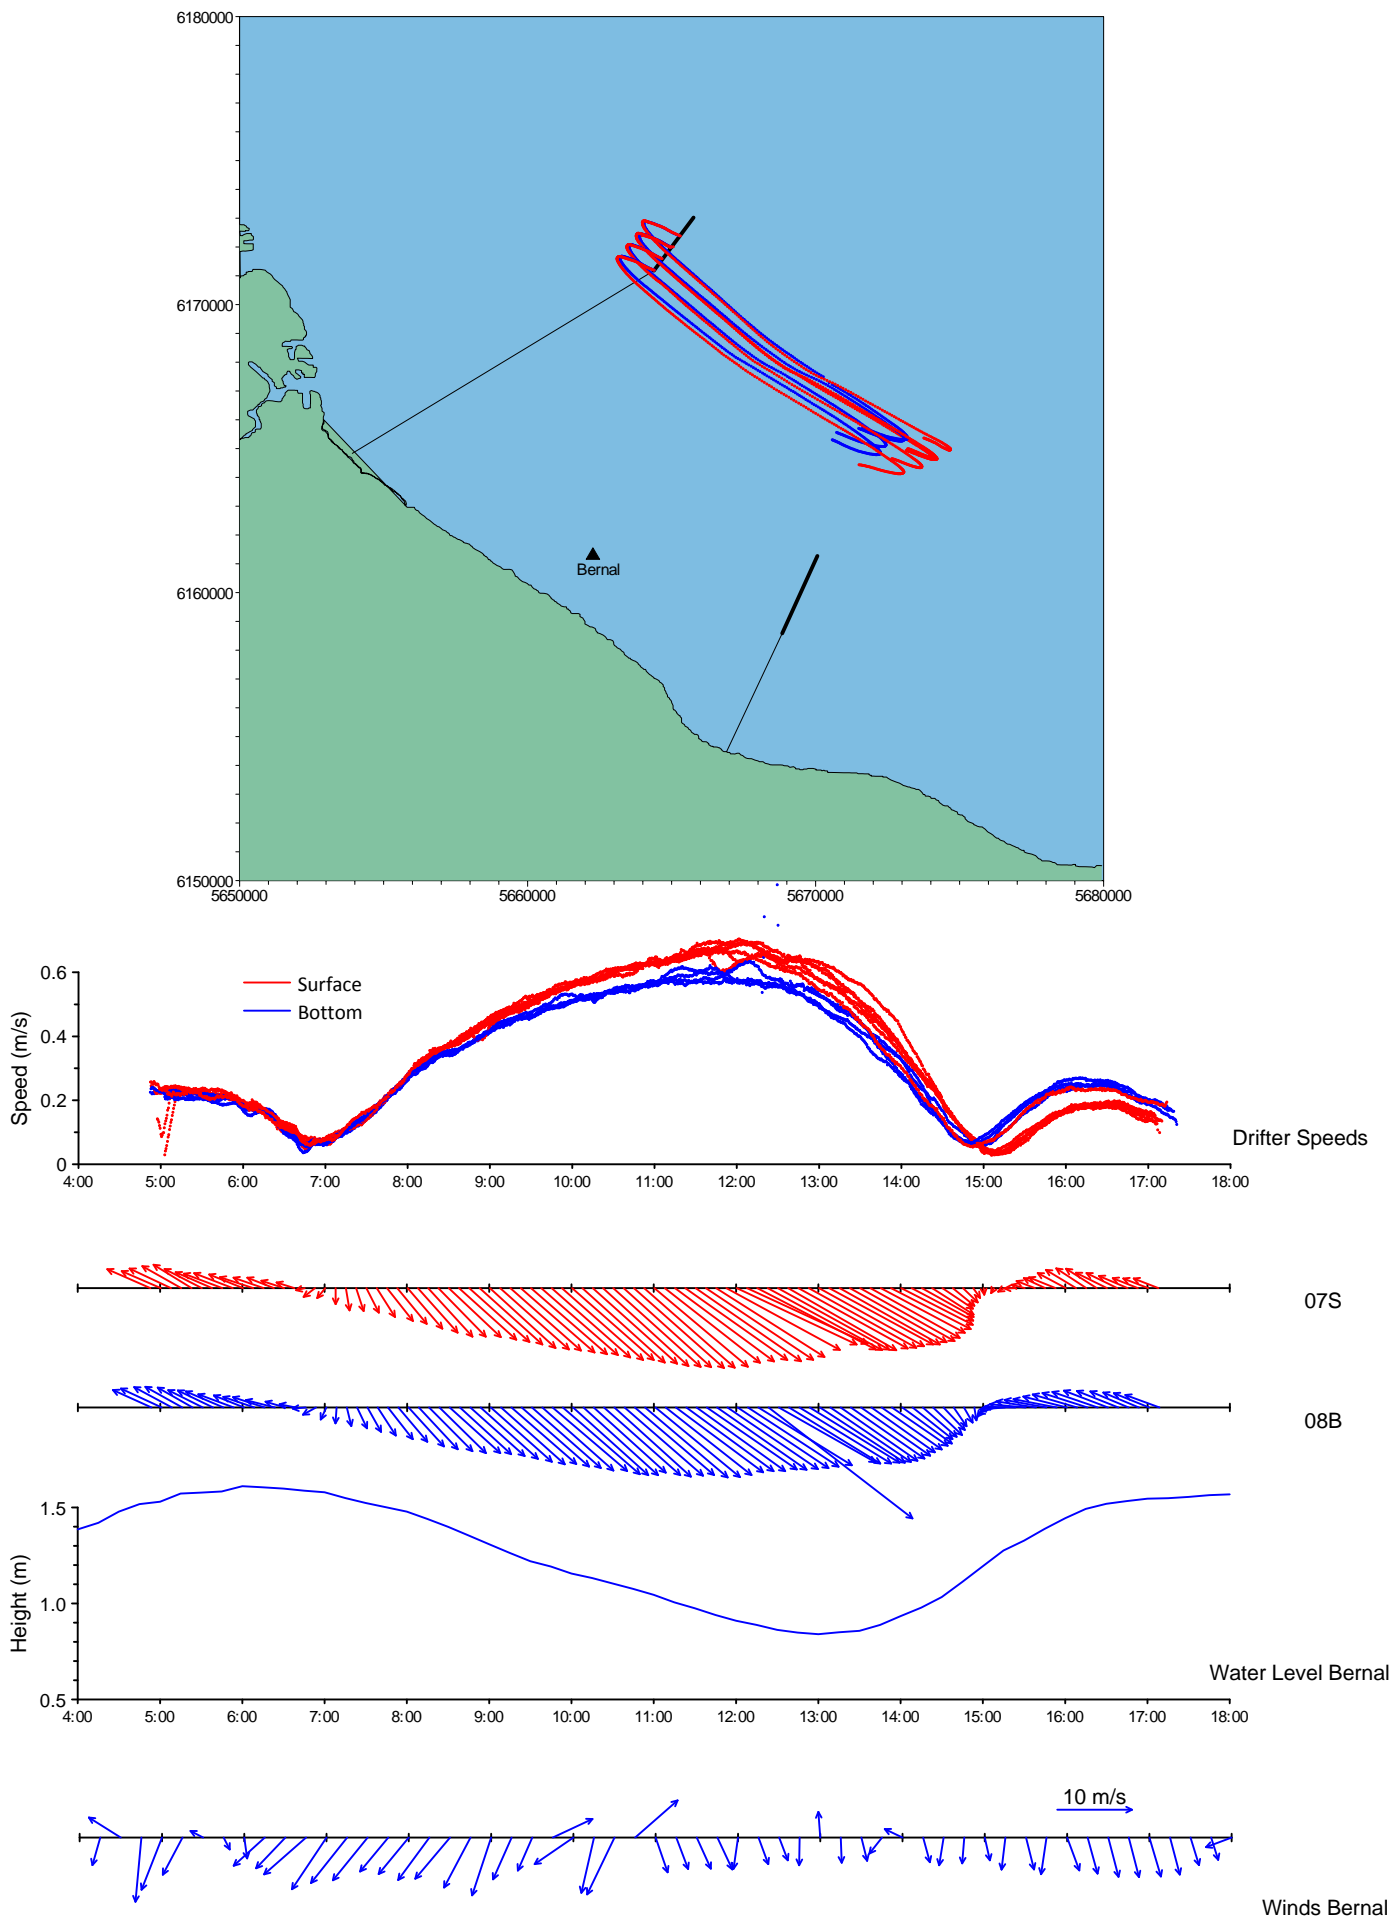 6180000
6170000
6160000
6150000
Bernal
5650000 5660000 5670000 5680000
0.6
0.4
0.2
0
Speed (m/s)
Surface
Bottom
Drifter Speeds
4:00 5:00 6:00 7:00 8:00 9:00 10:00 11:00 12:00 13:00 14:00 15:00 16:00 17:00 18:00
07S
08B
1.5
1.0
0.5
Height (m)
Water Level Bernal
4:00 5:00 6:00 7:00 8:00 9:00 10:00 11:00 12:00 13:00 14:00 15:00 16:00 17:00 18:00
10 m/s
Winds Bernal